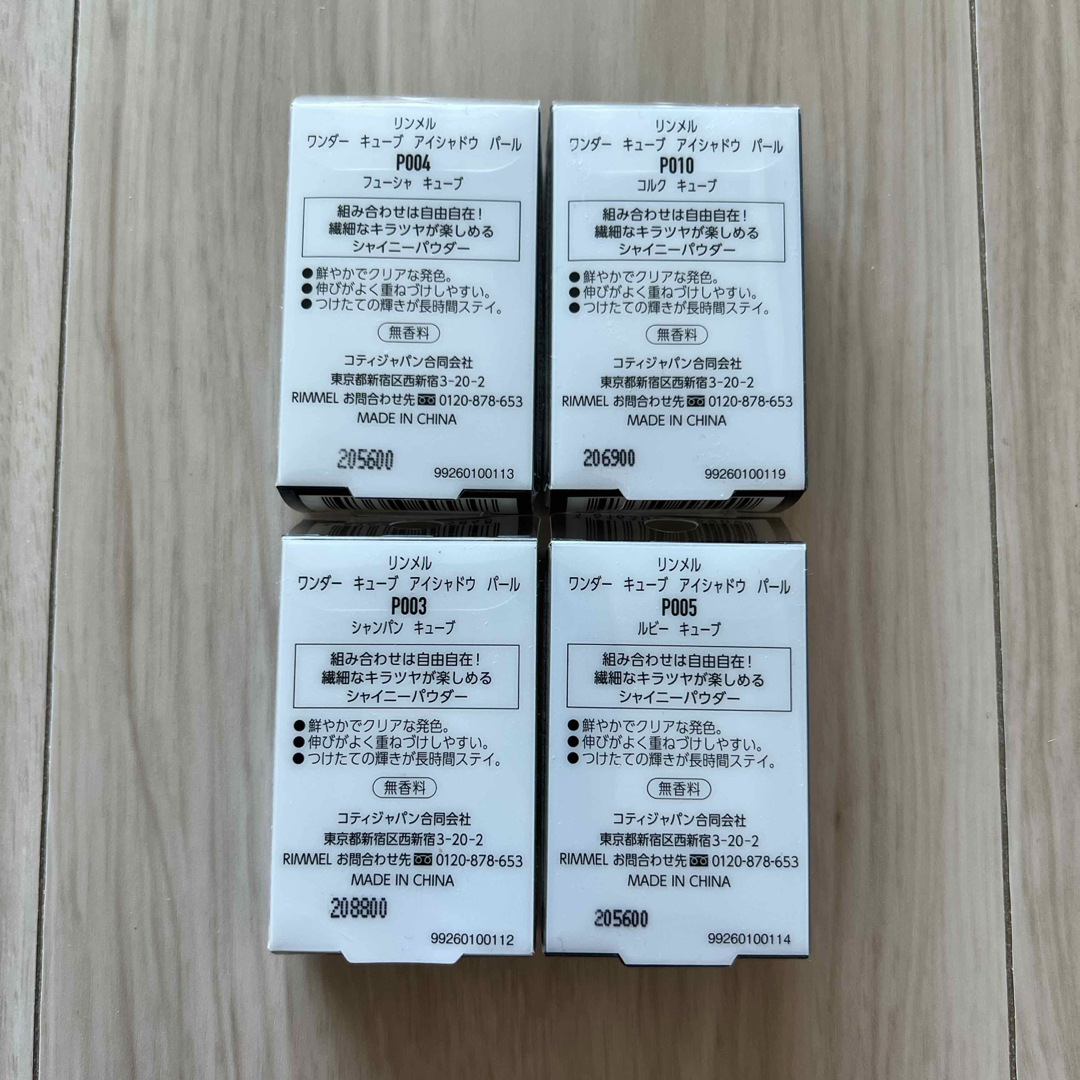 リンメル
ワンダー キューブ アイシャドウ パール
P004
フューシャ キューブ
組み合わせは自由自在!
繊細なキラツヤが楽しめる
シャイニーパウダー
●鮮やかでクリアな発色。
●伸びがよく重ねづけしやすい。
●つけたての輝きが長時間ステイ。
無香料
コティジャパン合同会社
東京都新宿区西新宿3-20-2
RIMMEL お問合わせ先 0120-878-653
MADE IN CHINA
205600
99260100113
リンメル
ワンダー キューブ アイシャドウ パール
P010
コルク キューブ
組み合わせは自由自在!
繊細なキラツヤが楽しめる
シャイニーパウダー
●鮮やかでクリアな発色。
●伸びがよく重ねづけしやすい。
●つけたての輝きが長時間ステイ。
無香料
コティジャパン合同会社
東京都新宿区西新宿3-20-2
RIMMEL お問合わせ先 0120-878-653
MADE IN CHINA
206900
99260100119
リンメル
ワンダー キューブ アイシャドウ パール
P003
シャンパン キューブ
組み合わせは自由自在!
繊細なキラツヤが楽しめる
シャイニーパウダー
●鮮やかでクリアな発色。
●伸びがよく重ねづけしやすい。
●つけたての輝きが長時間ステイ。
無香料
コティジャパン合同会社
東京都新宿区西新宿3-20-2
RIMMEL お問合わせ先 0120-878-653
MADE IN CHINA
208800
99260100112
リンメル
ワンダー キューブ アイシャドウ パール
P005
ルビー キューブ
組み合わせは自由自在!
繊細なキラツヤが楽しめる
シャイニーパウダー
●鮮やかでクリアな発色。
●伸びがよく重ねづけしやすい。
●つけたての輝きが長時間ステイ。
無香料
コティジャパン合同会社
東京都新宿区西新宿3-20-2
RIMMEL お問合わせ先 0120-878-653
MADE IN CHINA
205600
99260100114